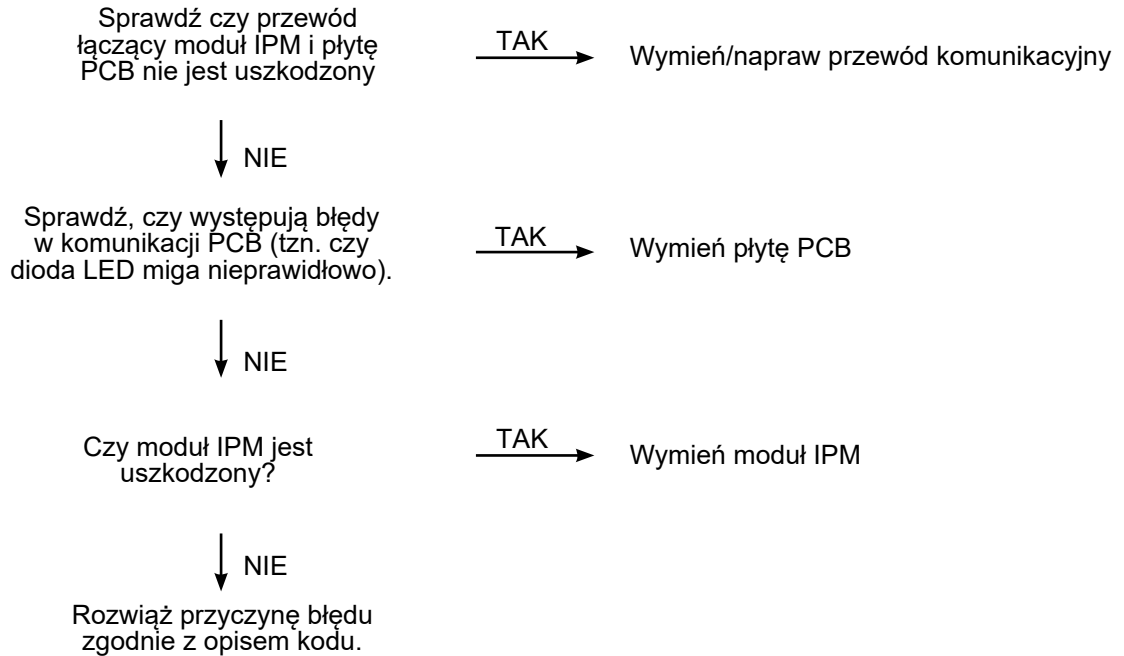 Sprawdź czy przewód
łączący moduł IPM i płytę
PCB nie jest uszkodzony
TAK
Wymień/napraw przewód komunikacyjny
NIE
Sprawdź, czy występują błędy
w komunikacji PCB (tzn. czy
dioda LED miga nieprawidłowo).
TAK
Wymień płytę PCB
NIE
Czy moduł IPM jest
uszkodzony?
TAK
Wymień moduł IPM
NIE
Rozwiąż przyczynę błędu
zgodnie z opisem kodu.